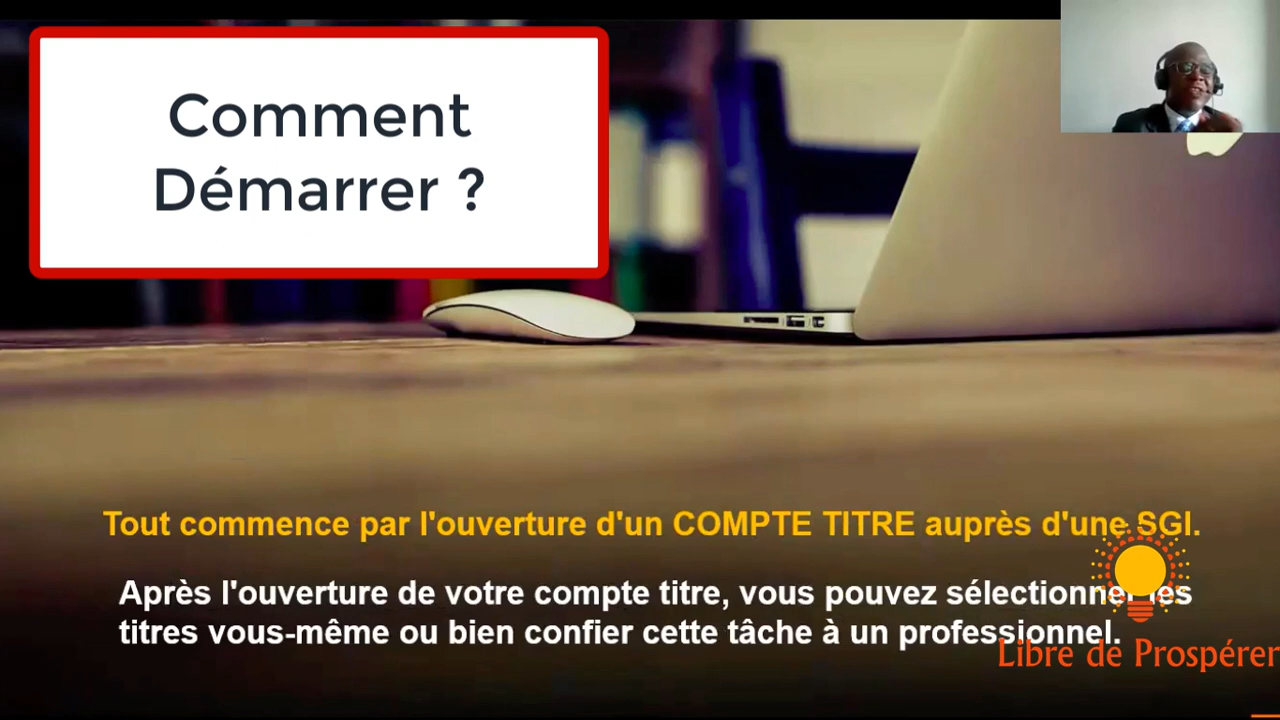 Comment
Démarrer ?
Tout commence par l'ouverture d'un COMPTE TITRE auprès d'une SGI.
Après l'ouverture de votre compte titre, vous pouvez sélectionner les
titres vous-même ou bien confier cette tâche à un professionnel.
Libre de Prospérer